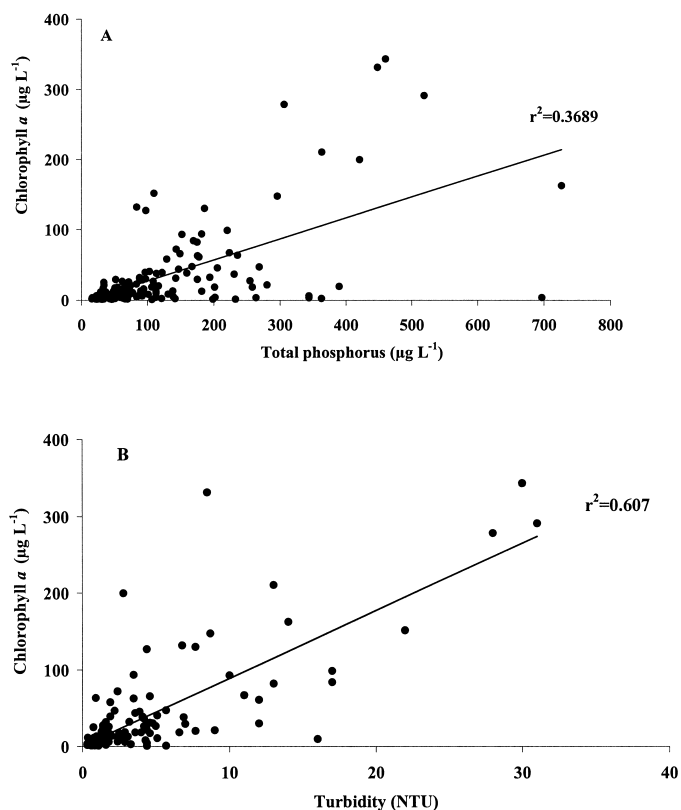 400
A
300
r²=0.3689
200
100
0
0 100 200 300 400 500 600 700 800
Chlorophyll a (µg L⁻¹)
Total phosphorus (µg L⁻¹)
400
B
300
r²=0.607
200
100
0
0 10 20 30 40
Chlorophyll a (µg L⁻¹)
Turbidity (NTU)